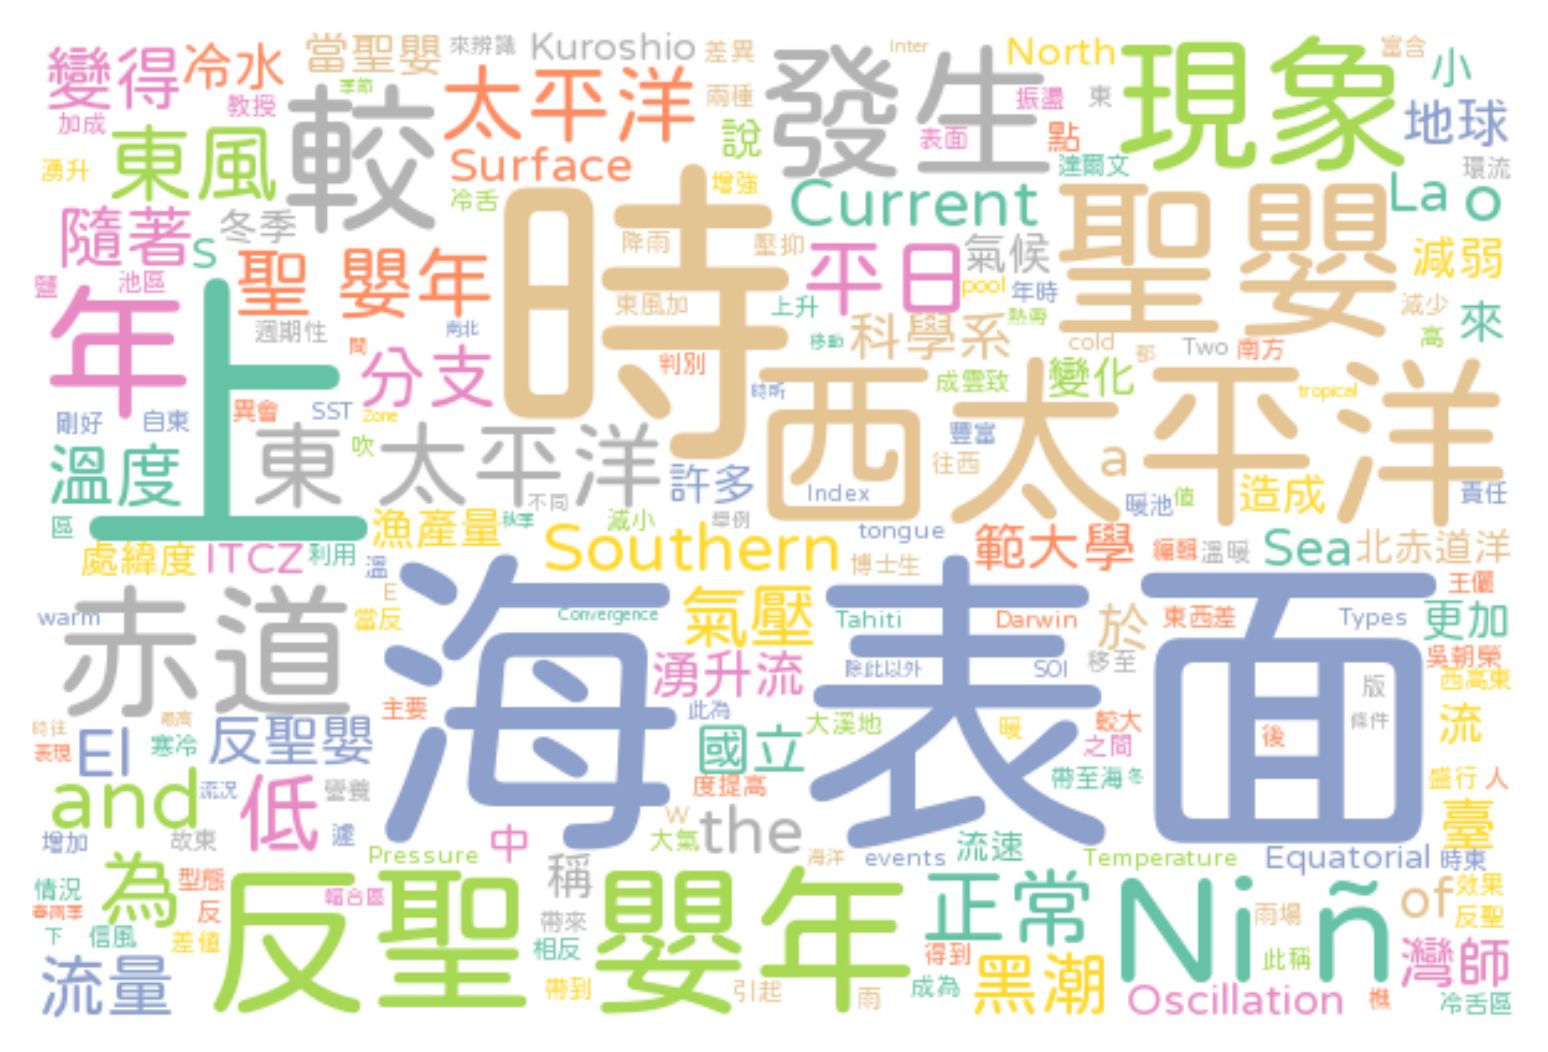 變得
冷水
當聖嬰
來辨識
Kuroshio
差異
Inter
North
現象
富含
小
教授
季節
加成
較
太平洋
兩種
發生
振盪
東
地球
東風
說
表面
點
湧升
Surface
達爾文
環流
冷舌
增強
Current
聖嬰
La
o
隨著
冬季
s
時
降雨
壓抑
平日
氣候
減弱
聖嬰年
鹽
池區
年
上
東風加
上升
pool
年時
熱帶
減少
來
週期性
南北
間
分支
判別
移動
科學系
cold
都
Two
南方
高
變化
成雲致
時所
西太平洋
tropical
異會
SST
Zone
剛好
自東
吹
東太平洋
豐富
溫度
許多
Index
往西
a
暖池
值
造成
責任
不同
區
漁產量
秋季
減小
舉例
tongue
範大學
編輯
溫暖
Sea
北赤道洋
處緯度
ITCZ
利用
溫
Southern
博士生
王儷
warm
赤道
E
當反
海表面
Convergence
氣壓
Tahiti
Darwin
於
東西差
Types
更加
湧升流
除此以外
SOI
移至
吳朝榮
西高東
版
時往
最高
主要
此為
大溪地
暖
較大
條件
流
表現
El
寒冷
反聖嬰
國立
之間
後
and
流況
低
營養
度提高
帶至海
冬
盛行
人
增加
故東
遽
W
大氣
the
中
臺
Pressure
海洋
events
流速
Temperature
Equatorial
時東
情況
為
型態
反聖嬰年
輻合區
稱
正常
Niñ
of
效果
春兩季
反
帶來
雨場
反聖
下
信風
差值
相反
得到
此稱
灣師
流量
帶到
引起
雨
成為
黑潮
Oscillation
樵
冷舌區